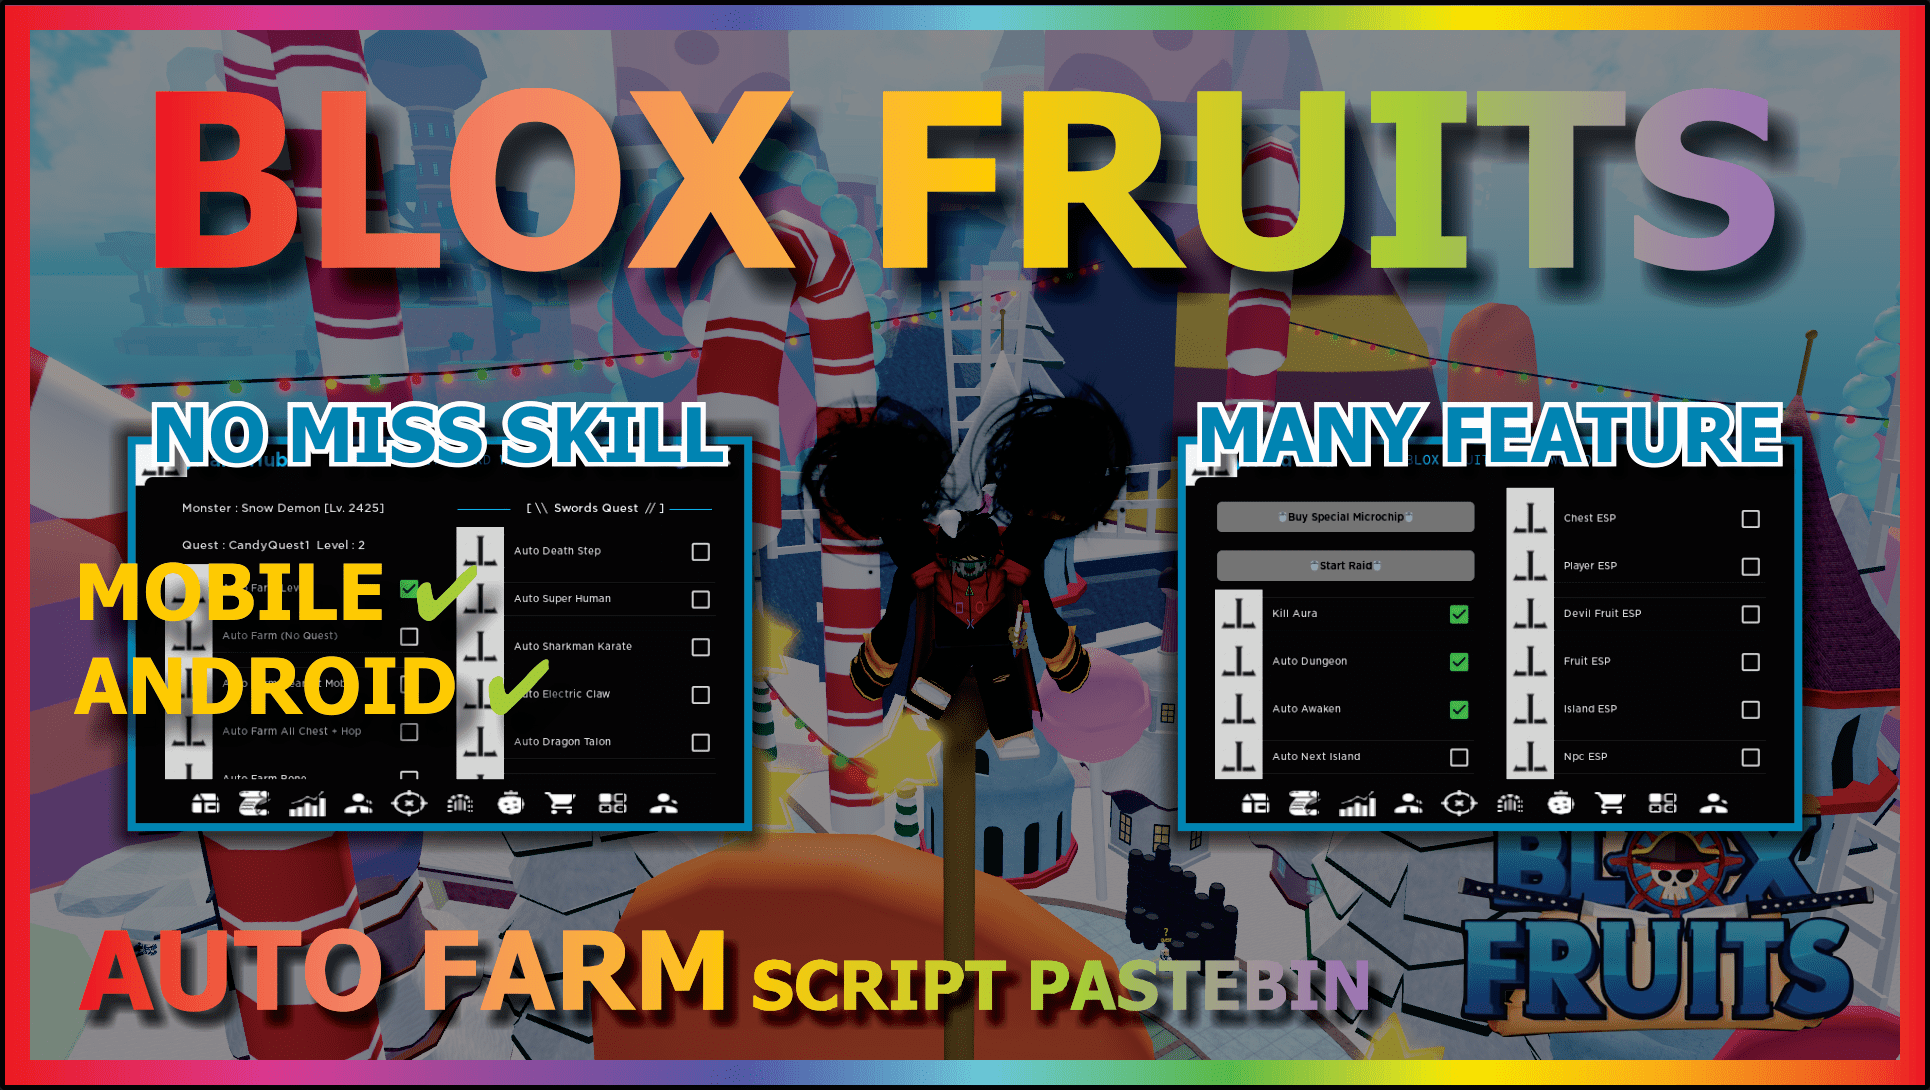 BLOX FRUITS
NO MISS SKILL
Monster : Snow Demon [Lv. 2425]
Quest : CandyQuest1 Level : 2
MOBILE ✔
Auto Farm (No Quest)
ANDROID ✔
Auto Farm All Chest + Hop
Auto Farm Bone
[ \\ Swords Quest // ]
Auto Death Step
Auto Super Human
Auto Sharkman Karate
Auto Electric Claw
Auto Dragon Talon
MANY FEATURE
Buy Special Microchip
Start Raid
Kill Aura
Auto Dungeon
Auto Awaken
Auto Next Island
Chest ESP
Player ESP
Devil Fruit ESP
Fruit ESP
Island ESP
Npc ESP
AUTO FARM SCRIPT PASTEBIN
BLOX
FRUITS